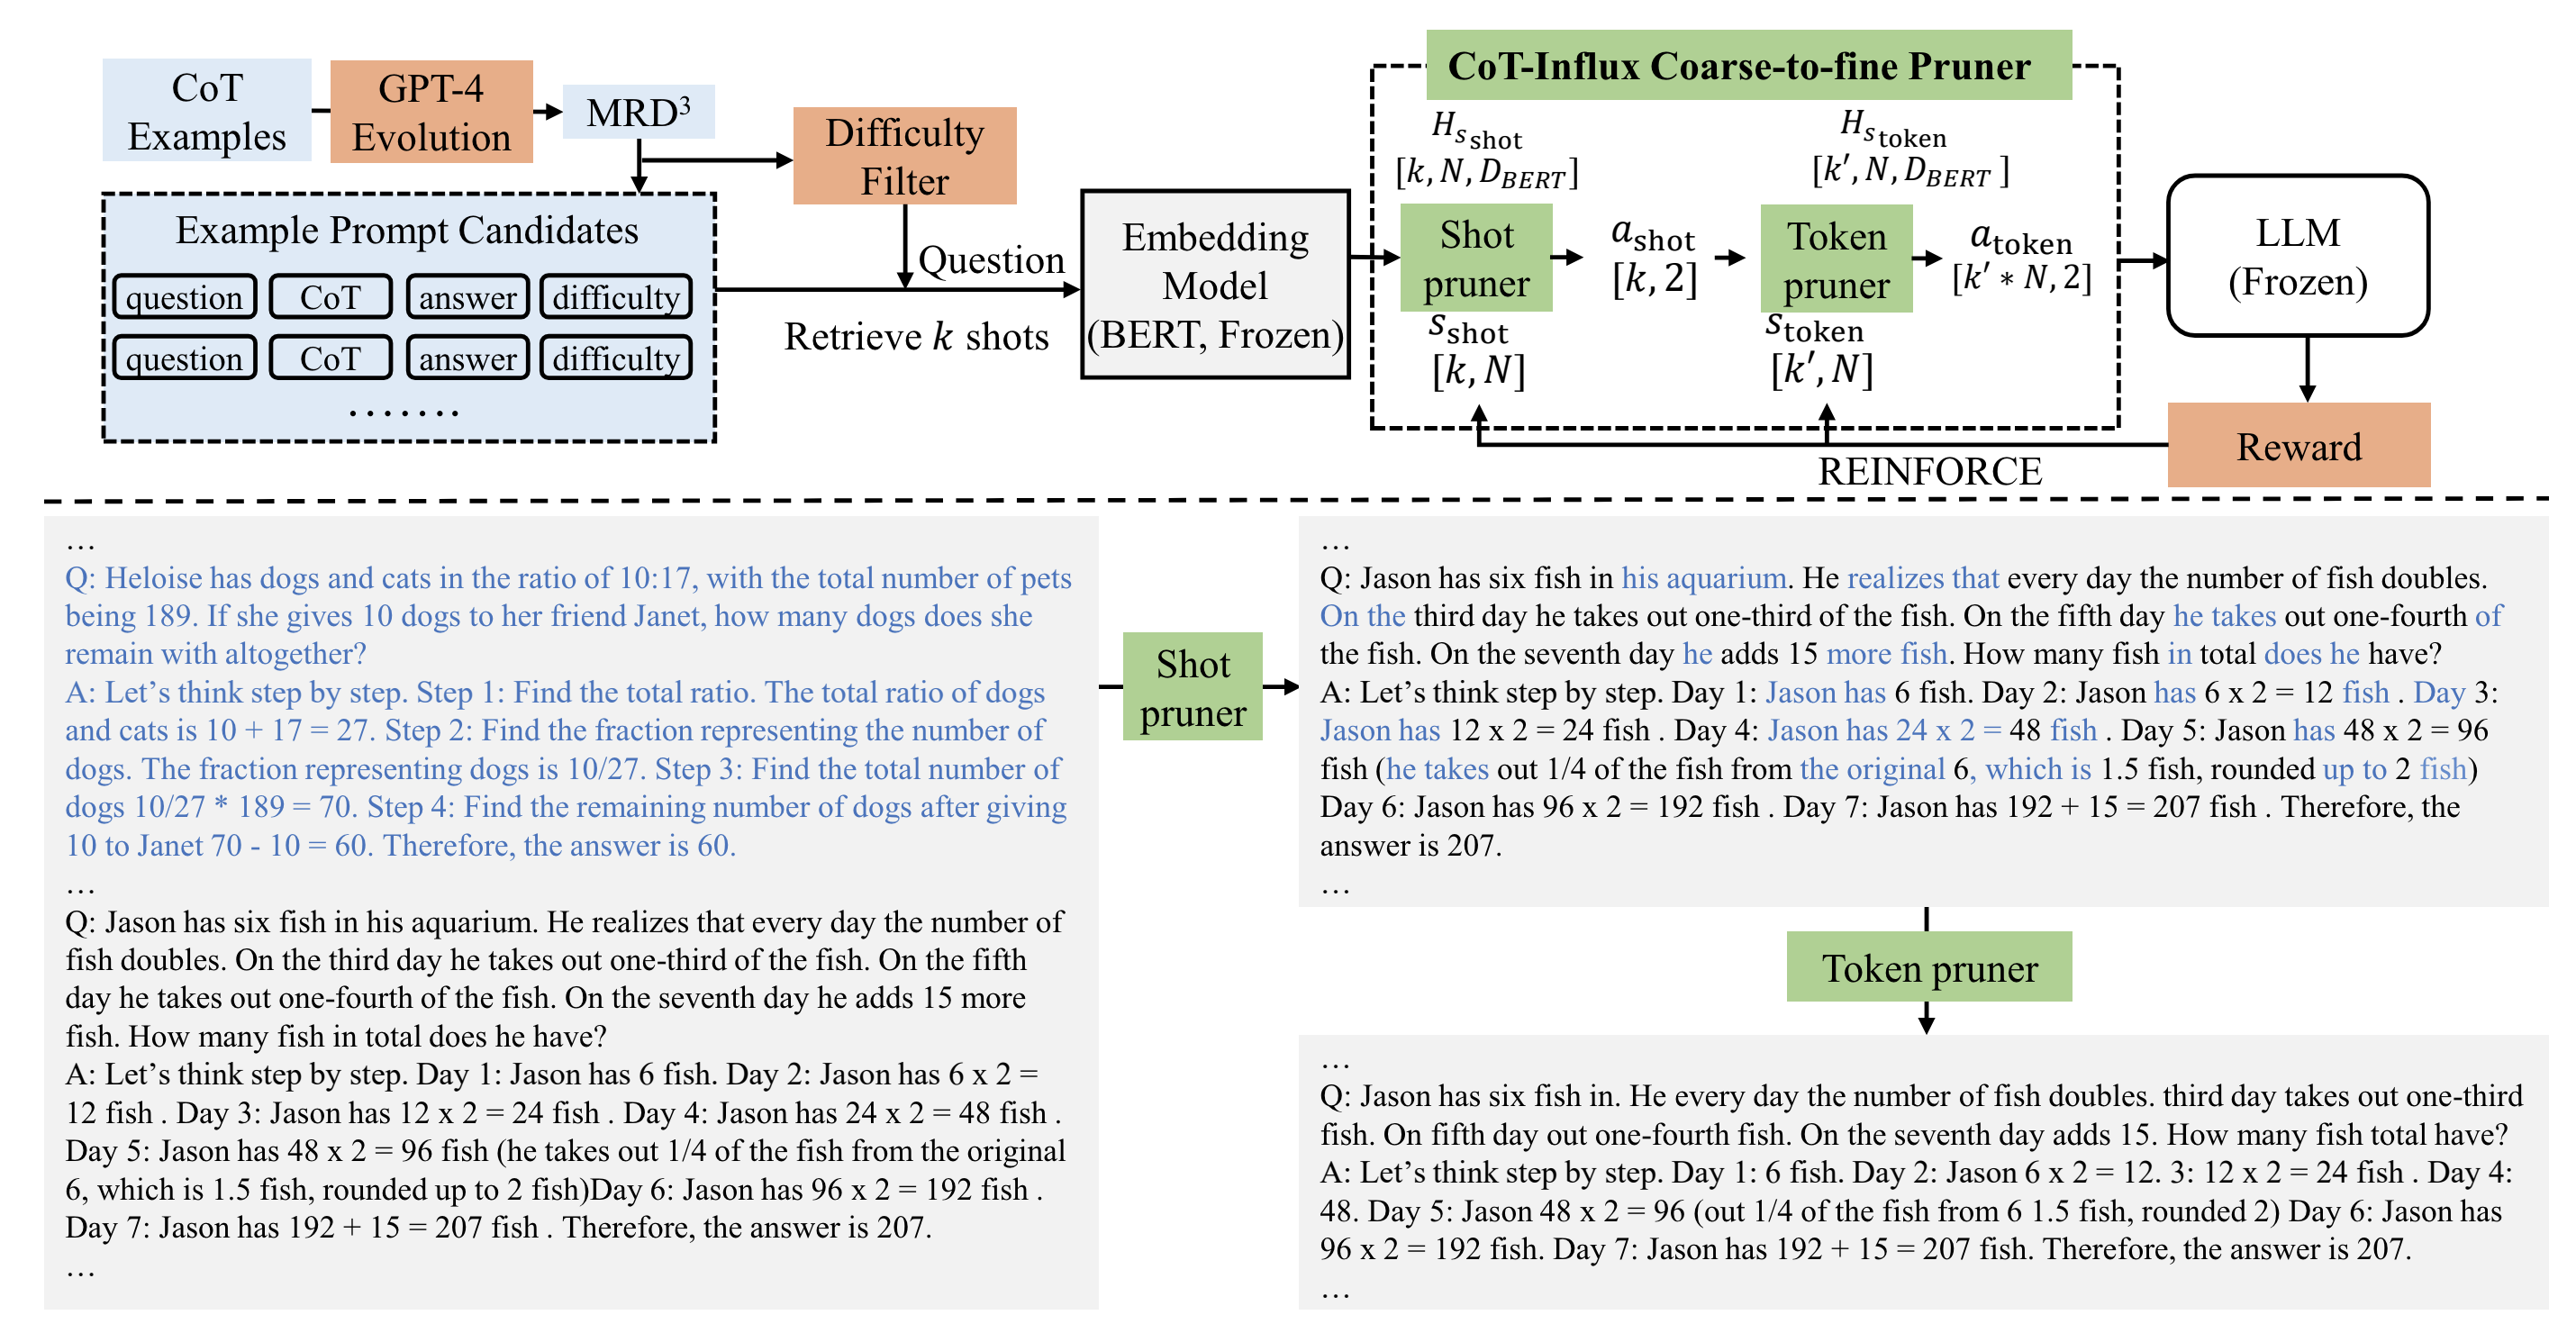 CoT
Examples
GPT-4
Evolution
MRD³
Difficulty
Filter
Example Prompt Candidates
question CoT answer difficulty
question CoT answer difficulty
.......
Question
Retrieve k shots
Embedding
Model
(BERT, Frozen)
CoT-Influx Coarse-to-fine Pruner
H_{s_shot}
[k, N, D_{BERT}]
Shot
pruner
s_shot
[k, N]
a_shot
[k, 2]
H_{s_token}
[k′, N, D_{BERT} ]
Token
pruner
s_token
[k′, N]
a_token
[k′ * N, 2]
LLM
(Frozen)
Reward
REINFORCE
…
Q: Heloise has dogs and cats in the ratio of 10:17, with the total number of pets
being 189. If she gives 10 dogs to her friend Janet, how many dogs does she
remain with altogether?
A: Let’s think step by step. Step 1: Find the total ratio. The total ratio of dogs
and cats is 10 + 17 = 27. Step 2: Find the fraction representing the number of
dogs. The fraction representing dogs is 10/27. Step 3: Find the total number of
dogs 10/27 * 189 = 70. Step 4: Find the remaining number of dogs after giving
10 to Janet 70 - 10 = 60. Therefore, the answer is 60.
…
Q: Jason has six fish in his aquarium. He realizes that every day the number of
fish doubles. On the third day he takes out one-third of the fish. On the fifth
day he takes out one-fourth of the fish. On the seventh day he adds 15 more
fish. How many fish in total does he have?
A: Let’s think step by step. Day 1: Jason has 6 fish. Day 2: Jason has 6 x 2 =
12 fish . Day 3: Jason has 12 x 2 = 24 fish . Day 4: Jason has 24 x 2 = 48 fish .
Day 5: Jason has 48 x 2 = 96 fish (he takes out 1/4 of the fish from the original
6, which is 1.5 fish, rounded up to 2 fish)Day 6: Jason has 96 x 2 = 192 fish .
Day 7: Jason has 192 + 15 = 207 fish . Therefore, the answer is 207.
…
Shot
pruner
…
Q: Jason has six fish in his aquarium. He realizes that every day the number of fish doubles.
On the third day he takes out one-third of the fish. On the fifth day he takes out one-fourth of
the fish. On the seventh day he adds 15 more fish. How many fish in total does he have?
A: Let’s think step by step. Day 1: Jason has 6 fish. Day 2: Jason has 6 x 2 = 12 fish . Day 3:
Jason has 12 x 2 = 24 fish . Day 4: Jason has 24 x 2 = 48 fish . Day 5: Jason has 48 x 2 = 96
fish (he takes out 1/4 of the fish from the original 6, which is 1.5 fish, rounded up to 2 fish)
Day 6: Jason has 96 x 2 = 192 fish . Day 7: Jason has 192 + 15 = 207 fish . Therefore, the
answer is 207.
…
Token pruner
…
Q: Jason has six fish in. He every day the number of fish doubles. third day takes out one-third
fish. On fifth day out one-fourth fish. On the seventh day adds 15. How many fish total have?
A: Let’s think step by step. Day 1: 6 fish. Day 2: Jason 6 x 2 = 12. 3: 12 x 2 = 24 fish . Day 4:
48. Day 5: Jason 48 x 2 = 96 (out 1/4 of the fish from 6 1.5 fish, rounded 2) Day 6: Jason has
96 x 2 = 192 fish. Day 7: Jason has 192 + 15 = 207 fish. Therefore, the answer is 207.
…